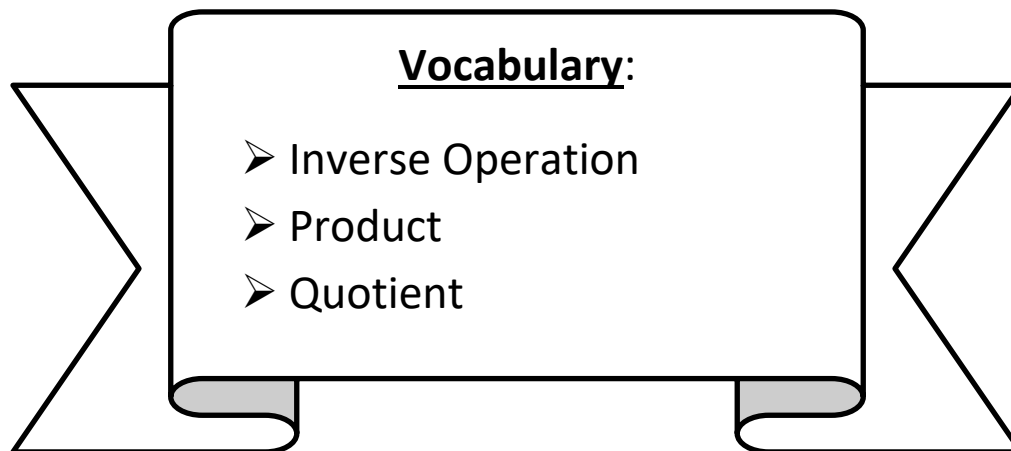 Vocabulary:
➢ Inverse Operation
➢ Product
➢ Quotient